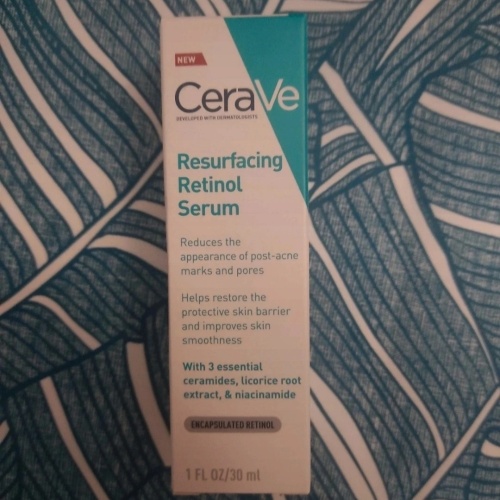 NEW
CeraVe
DEVELOPED WITH DERMATOLOGISTS
Resurfacing
Retinol
Serum
Reduces the
appearance of post-acne
marks and pores
Helps restore the
protective skin barrier
and improves skin
smoothness
With 3 essential
ceramides, licorice root
extract, & niacinamide
ENCAPSULATED RETINOL
1 FL OZ/30 ml